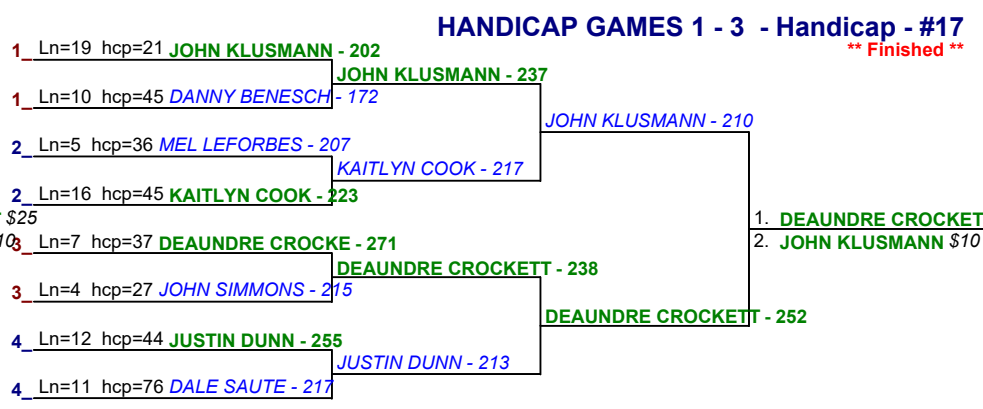 HANDICAP GAMES 1 - 3 - Handicap - #17
** Finished **
1_ Ln=19 hcp=21 JOHN KLUSMANN - 202
JOHN KLUSMANN - 237
1_ Ln=10 hcp=45 DANNY BENESCH - 172
JOHN KLUSMANN - 210
2_ Ln=5 hcp=36 MEL LEFORBES - 207
KAITLYN COOK - 217
2_ Ln=16 hcp=45 KAITLYN COOK - 223
$25
1. DEAUNDRE CROCKET
10
3_ Ln=7 hcp=37 DEAUNDRE CROCKE - 271
2. JOHN KLUSMANN $10
DEAUNDRE CROCKETT - 238
3_ Ln=4 hcp=27 JOHN SIMMONS - 215
DEAUNDRE CROCKETT - 252
4_ Ln=12 hcp=44 JUSTIN DUNN - 255
JUSTIN DUNN - 213
4_ Ln=11 hcp=76 DALE SAUTE - 217